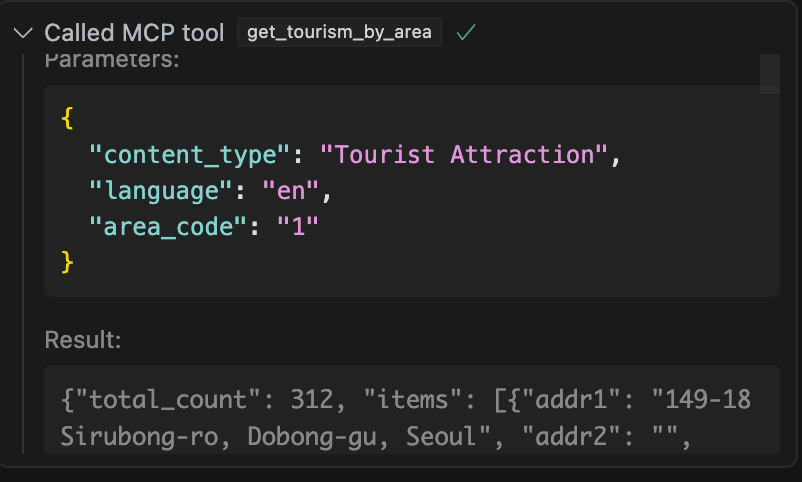 Called MCP tool get_tourism_by_area
Parameters:
{
"content_type": "Tourist Attraction",
"language": "en",
"area_code": "1"
}
Result:
{"total_count": 312, "items": [{"addr1": "149-18
Sirubong-ro, Dobong-gu, Seoul", "addr2": "",